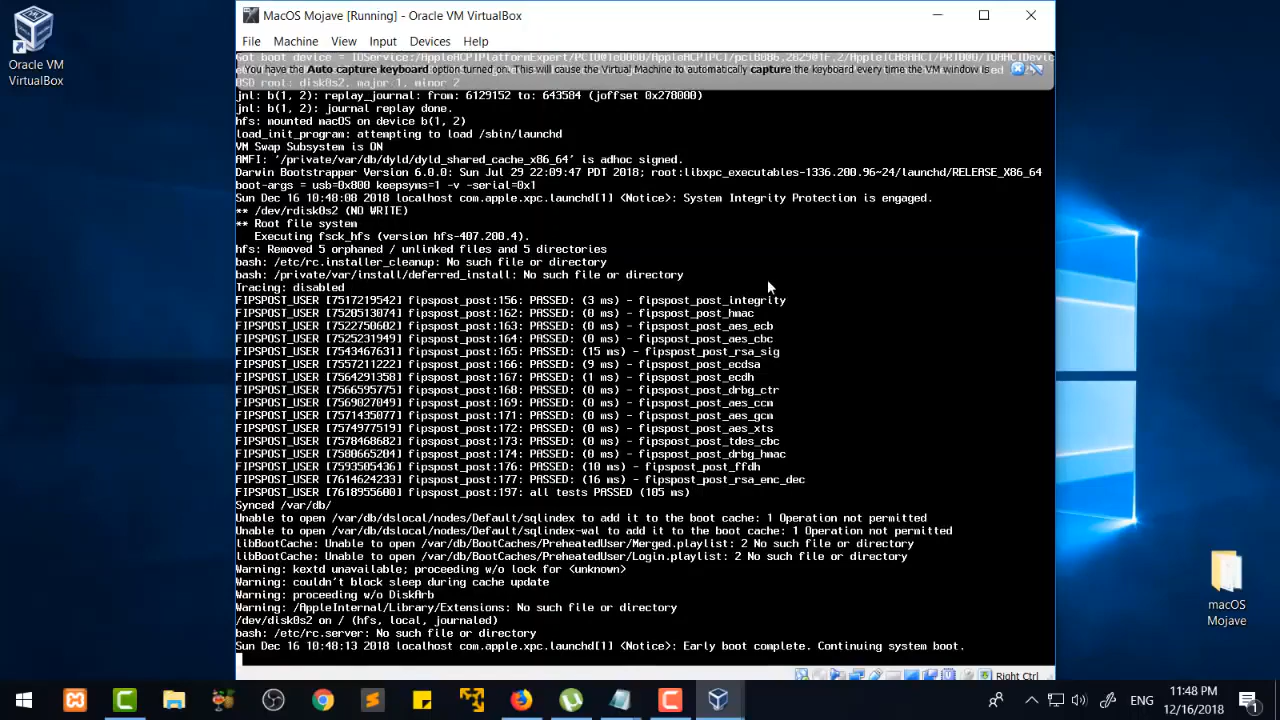 Oracle VM
VirtualBox
MacOS Mojave [Running] - Oracle VM VirtualBox
File Machine View Input Devices Help
You have the Auto capture keyboard option turned on. This will cause the Virtual Machine to automatically capture the keyboard every time the VM window is
BSD root: disk0s2, major 1, minor 2
jnl: b(1, 2): replay_journal: from: 6129152 to: 643584 (joffset 0x278000)
jnl: b(1, 2): journal replay done.
hfs: mounted macOS on device b(1, 2)
load_init_program: attempting to load /sbin/launchd
VM Swap Subsystem is ON
AMFI: '/private/var/db/dyld/dyld_shared_cache_x86_64' is adhoc signed.
Darwin Bootstrapper Version 6.0.0: Sun Jul 29 22:09:47 PDT 2018; root:libxpc_executables-1336.200.96~24/launchd/RELEASE_X86_64
boot-args = usb=0x800 keepsyms=1 -v -serial=0x1
Sun Dec 16 10:48:08 2018 localhost com.apple.xpc.launchd[1] <Notice>: System Integrity Protection is engaged.
** /dev/rdisk0s2 (NO WRITE)
** Root file system
Executing fsck_hfs (version hfs-407.200.4).
hfs: Removed 5 orphaned / unlinked files and 5 directories
bash: /etc/rc.installer_cleanup: No such file or directory
bash: /private/var/install/deferred_install: No such file or directory
Tracing: disabled
FIPSPOST_USER [7517219542] fipspost_post:156: PASSED: (3 ms) - fipspost_post_integrity
FIPSPOST_USER [7520513074] fipspost_post:162: PASSED: (0 ms) - fipspost_post_hmac
FIPSPOST_USER [7522750602] fipspost_post:163: PASSED: (0 ms) - fipspost_post_aes_ecb
FIPSPOST_USER [7525231949] fipspost_post:164: PASSED: (0 ms) - fipspost_post_aes_cbc
FIPSPOST_USER [7543467631] fipspost_post:165: PASSED: (15 ms) - fipspost_post_rsa_sig
FIPSPOST_USER [7557211222] fipspost_post:166: PASSED: (9 ms) - fipspost_post_ecdsa
FIPSPOST_USER [7564291358] fipspost_post:167: PASSED: (1 ms) - fipspost_post_ecdh
FIPSPOST_USER [7566595775] fipspost_post:168: PASSED: (0 ms) - fipspost_post_drbg_ctr
FIPSPOST_USER [7569027049] fipspost_post:169: PASSED: (0 ms) - fipspost_post_aes_ccm
FIPSPOST_USER [7571435077] fipspost_post:171: PASSED: (0 ms) - fipspost_post_aes_gcm
FIPSPOST_USER [7574977519] fipspost_post:172: PASSED: (0 ms) - fipspost_post_aes_xts
FIPSPOST_USER [7578468682] fipspost_post:173: PASSED: (0 ms) - fipspost_post_tdes_cbc
FIPSPOST_USER [7580665204] fipspost_post:174: PASSED: (0 ms) - fipspost_post_drbg_hmac
FIPSPOST_USER [7593505436] fipspost_post:176: PASSED: (10 ms) - fipspost_post_ffdh
FIPSPOST_USER [7614624233] fipspost_post:177: PASSED: (16 ms) - fipspost_post_rsa_enc_dec
FIPSPOST_USER [7618955600] fipspost_post:197: all tests PASSED (105 ms)
Synced /var/db/
Unable to open /var/db/dslocal/nodes/Default/sqlindex to add it to the boot cache: 1 Operation not permitted
Unable to open /var/db/dslocal/nodes/Default/sqlindex-wal to add it to the boot cache: 1 Operation not permitted
libBootCache: Unable to open /var/db/BootCaches/PreheatedUser/Merged.playlist: 2 No such file or directory
libBootCache: Unable to open /var/db/BootCaches/PreheatedUser/Login.playlist: 2 No such file or directory
Warning: kextd unavailable; proceeding w/o lock for <unknown>
Warning: couldn't block sleep during cache update
Warning: proceeding w/o DiskArb
Warning: /AppleInternal/Library/Extensions: No such file or directory
/dev/disk0s2 on / (hfs, local, journaled)
bash: /etc/rc.server: No such file or directory
Sun Dec 16 10:48:13 2018 localhost com.apple.xpc.launchd[1] <Notice>: Early boot complete. Continuing system boot.
Right Ctrl
macOS
Mojave
ENG
11:48 PM
12/16/2018
1